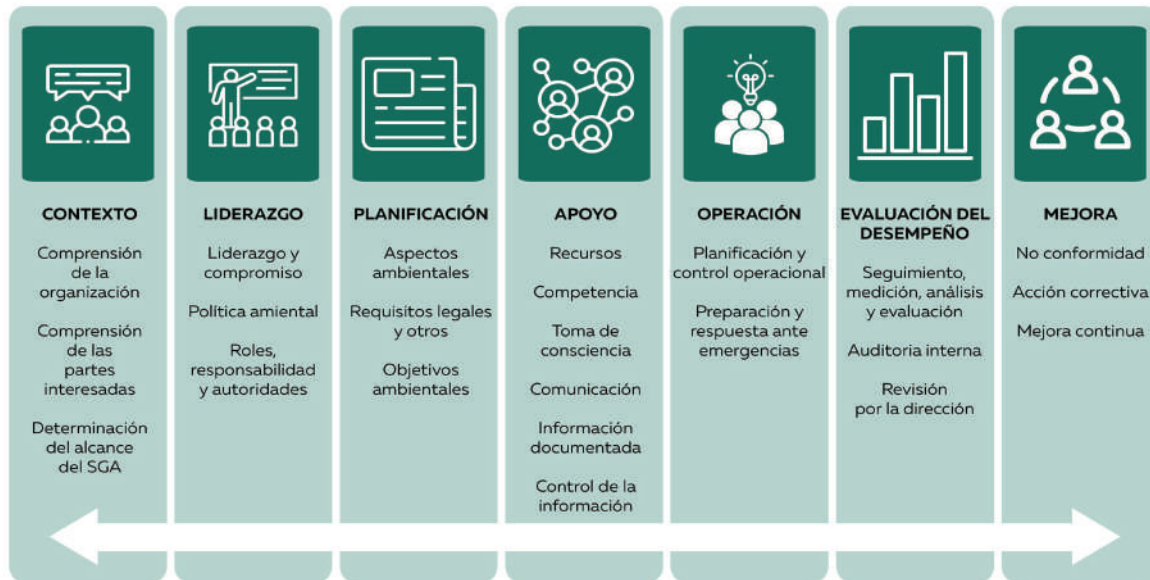 CONTEXTO
Comprensión
de la
organización
Comprensión
de las
partes
interesadas
Determinación
del alcance
del SGA
LIDERAZGO
Liderazgo y
compromiso
Política amiental
Roles,
responsabilidad
y autoridades
PLANIFICACIÓN
Aspectos
ambientales
Requisitos legales
y otros
Objetivos
ambientales
APOYO
Recursos
Competencia
Toma de
consciencia
Comunicación
Información
documentada
Control de la
información
OPERACIÓN
Planificación y
control operacional
Preparación y
respuesta ante
emergencias
EVALUACIÓN DEL
DESEMPEÑO
Seguimiento,
medición, análisis
y evaluación
Auditoria interna
Revisión
por la dirección
MEJORA
No conformidad
Acción correctiva
Mejora continua